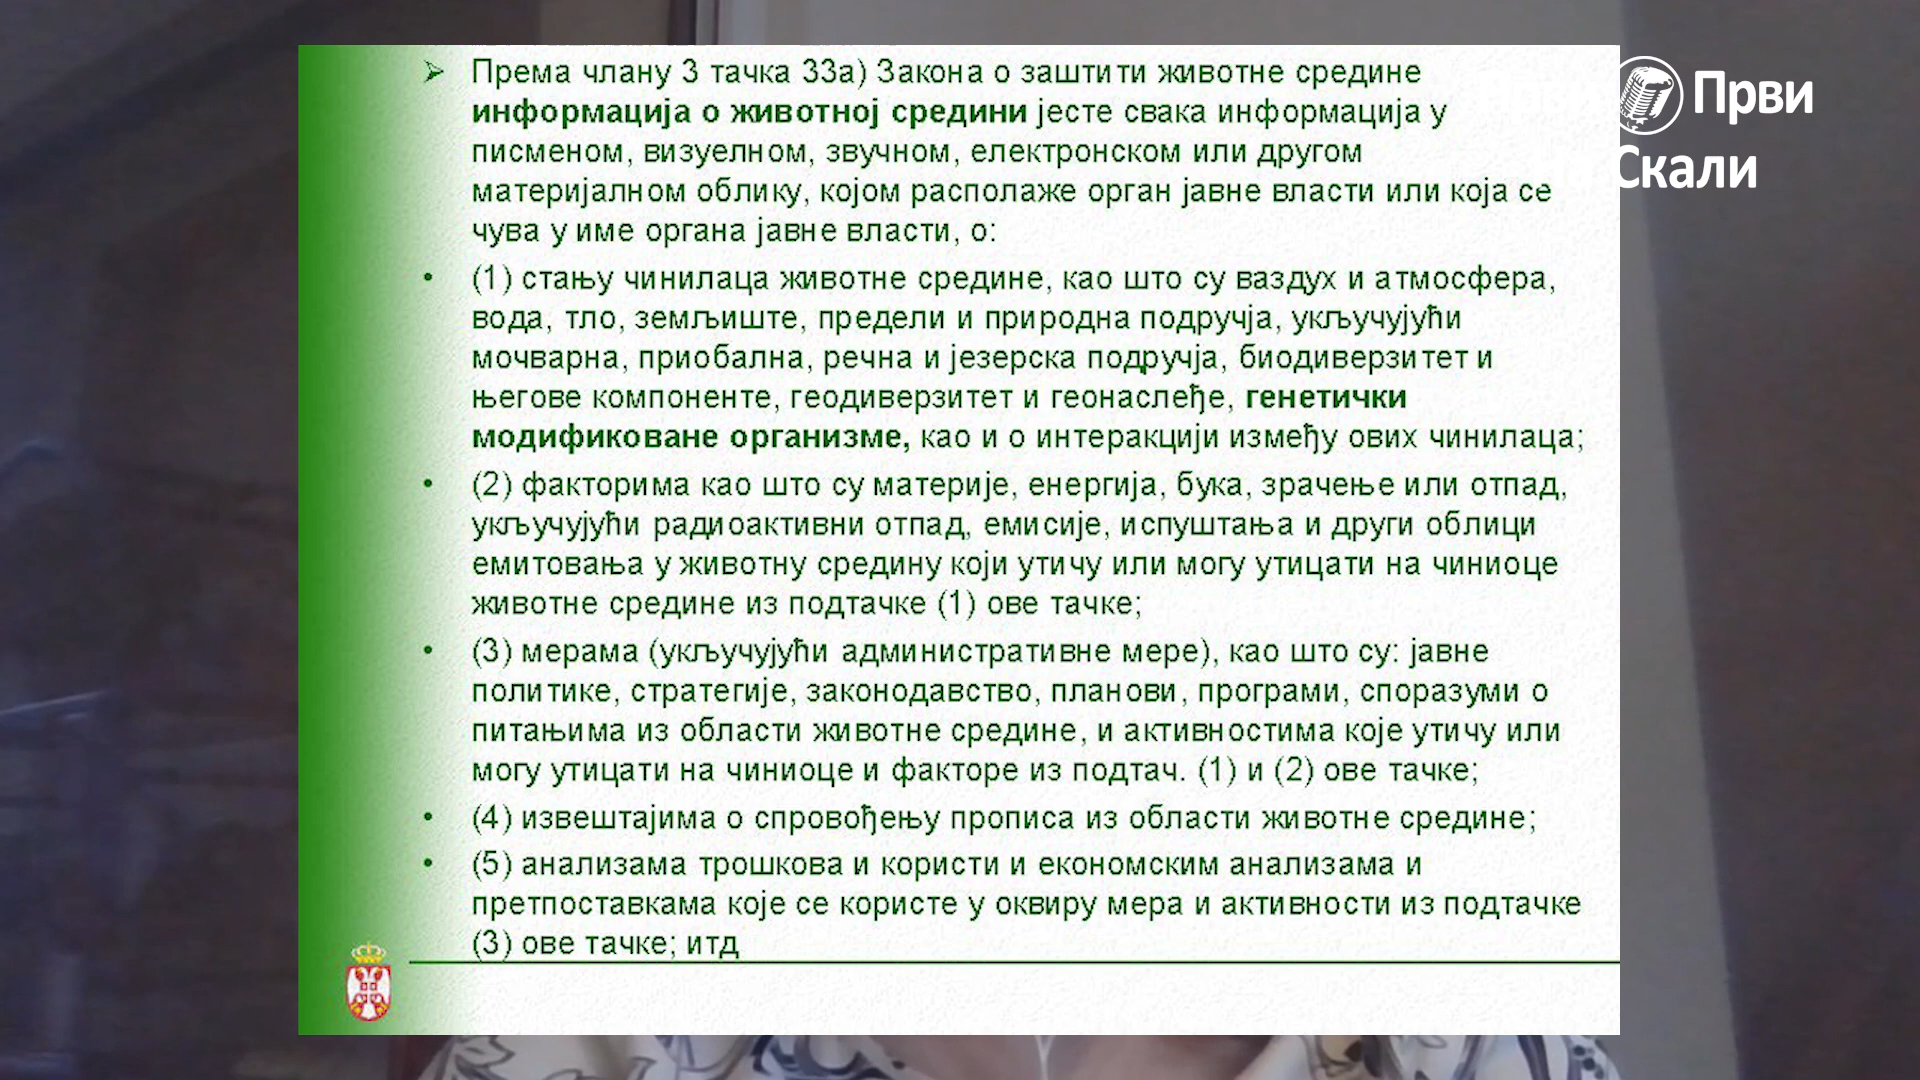 Према члану 3 тачка 33а) Закона о заштити животне средине
информација о животној средини јесте свака информација у
писменом, визуелном, звучном, електронском или другом
материјалном облику, којом располаже орган јавне власти или која се
чува у име органа јавне власти, о:
• (1) стању чинилаца животне средине, као што су ваздух и атмосфера,
вода, тло, земљиште, предели и природна подручја, укључујући
мочварна, приобална, речна и језерска подручја, биодиверзитет и
његове компоненте, геодиверзитет и геонаслеђе, генетички
модификоване организме, као и о интеракцији између ових чинилаца;
• (2) факторима као што су материје, енергија, бука, зрачење или отпад,
укључујући радиоактивни отпад, емисије, испуштања и други облици
емитовања у животну средину који утичу или могу утицати на чиниоце
животне средине из подтачке (1) ове тачке;
• (3) мерама (укључујући административне мере), као што су: јавне
политике, стратегије, законодавство, планови, програми, споразуми о
питањима из области животне средине, и активностима које утичу или
могу утицати на чиниоце и факторе из подтач. (1) и (2) ове тачке;
• (4) извештајима о спровођењу прописа из области животне средине;
• (5) анализама трошкова и користи и економским анализама и
претпоставкама које се користе у оквиру мера и активности из подтачке
(3) ове тачке; итд
Први
Скали